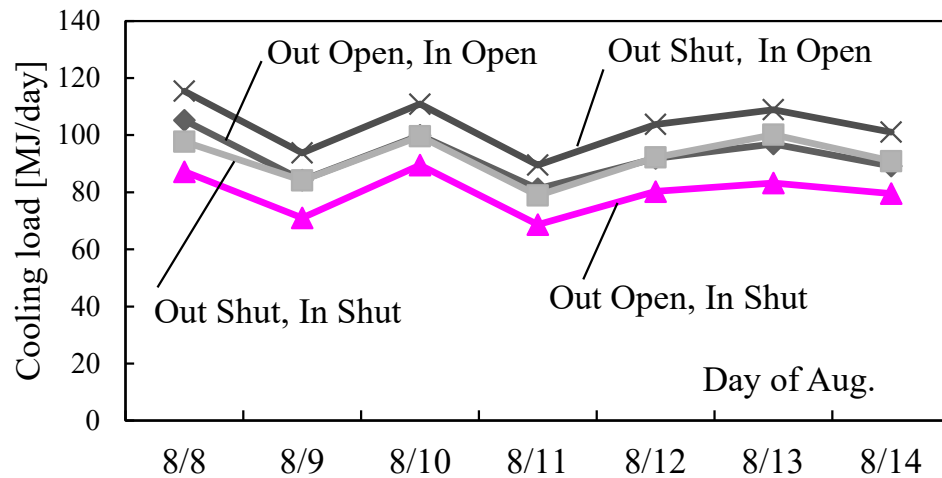 Cooling load [MJ/day]
140
120
100
80
60
40
20
0
Out Open, In Open
Out Shut, In Open
Out Shut, In Shut
Out Open, In Shut
Day of Aug.
8/8 8/9 8/10 8/11 8/12 8/13 8/14